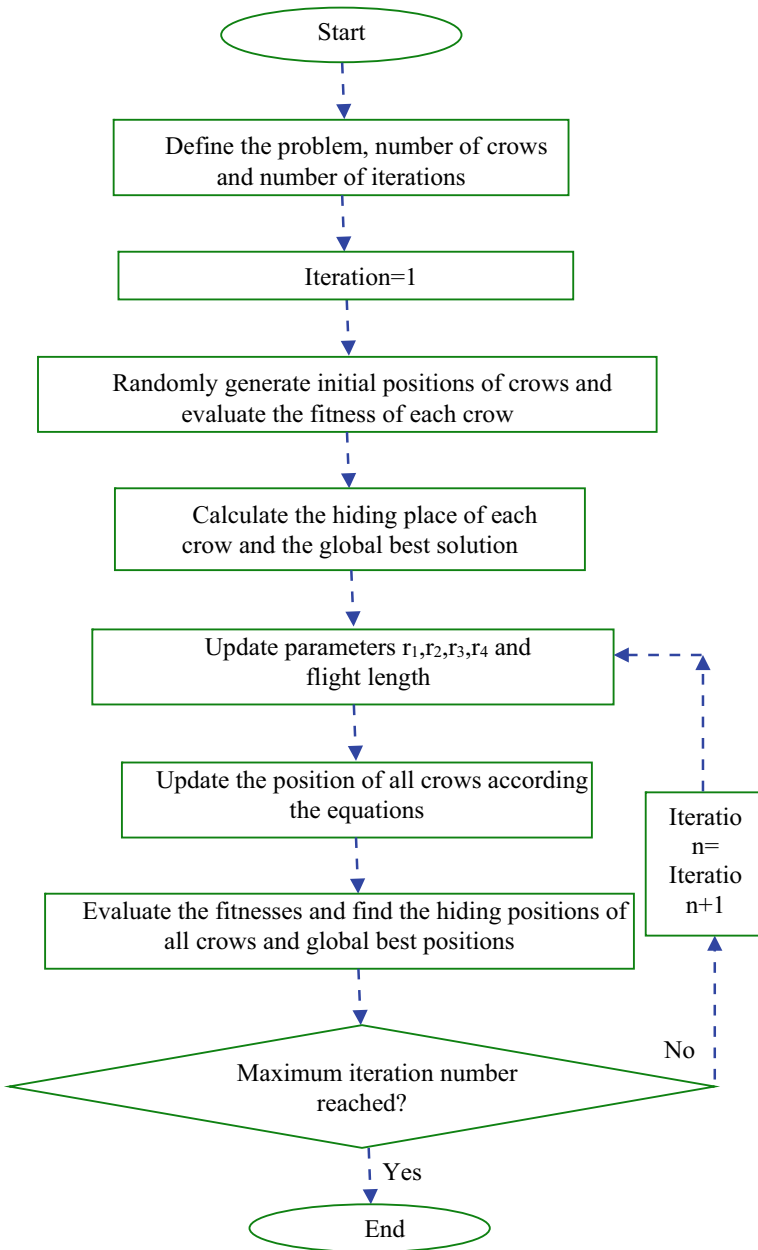 Start
Define the problem, number of crows
and number of iterations
Iteration=1
Randomly generate initial positions of crows and
evaluate the fitness of each crow
Calculate the hiding place of each
crow and the global best solution
Update parameters r₁,r₂,r₃,r₄ and
flight length
Update the position of all crows according
the equations
Iteratio
n=
Iteratio
n+1
Evaluate the fitnesses and find the hiding positions of
all crows and global best positions
No
Maximum iteration number
reached?
Yes
End